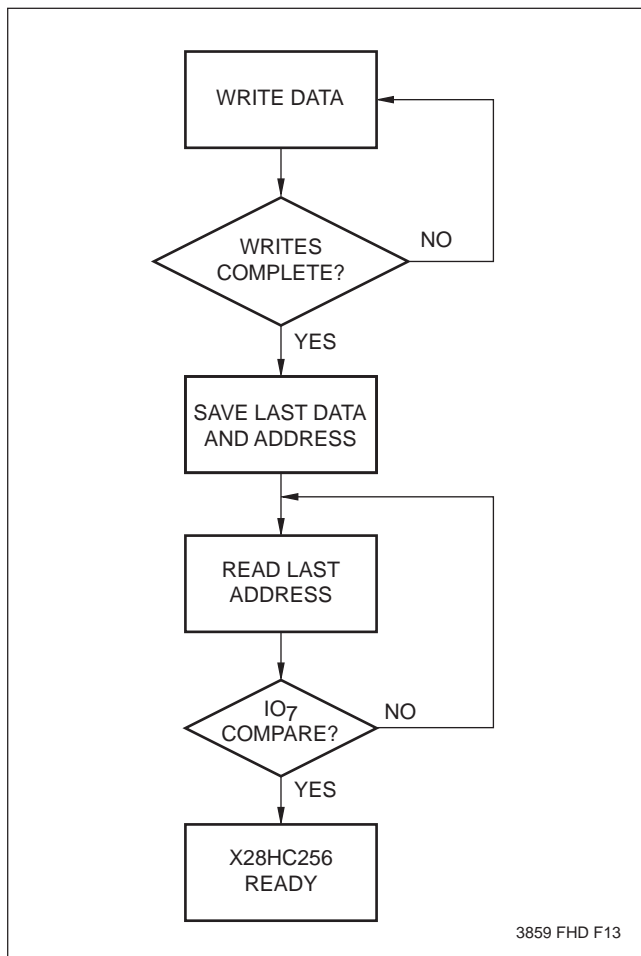 WRITE DATA
WRITES
COMPLETE?
NO
YES
SAVE LAST DATA
AND ADDRESS
READ LAST
ADDRESS
IO7
COMPARE?
NO
YES
X28HC256
READY
3859 FHD F13